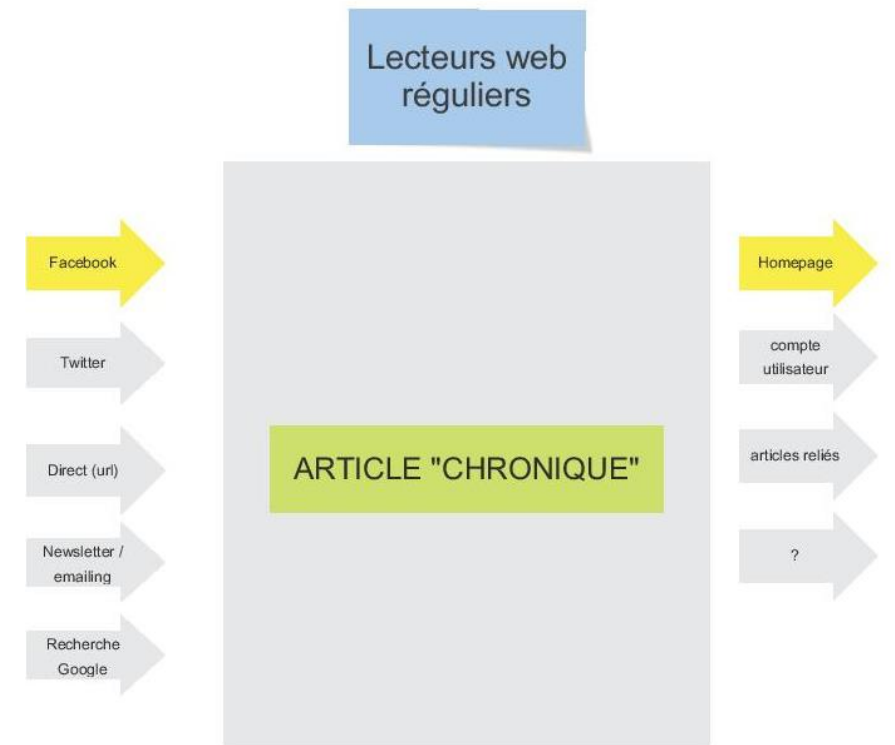 Lecteurs web
réguliers
Facebook
Twitter
Direct (url)
Newsletter /
emailing
Recherche
Google
ARTICLE "CHRONIQUE"
Homepage
compte
utilisateur
articles reliés
?